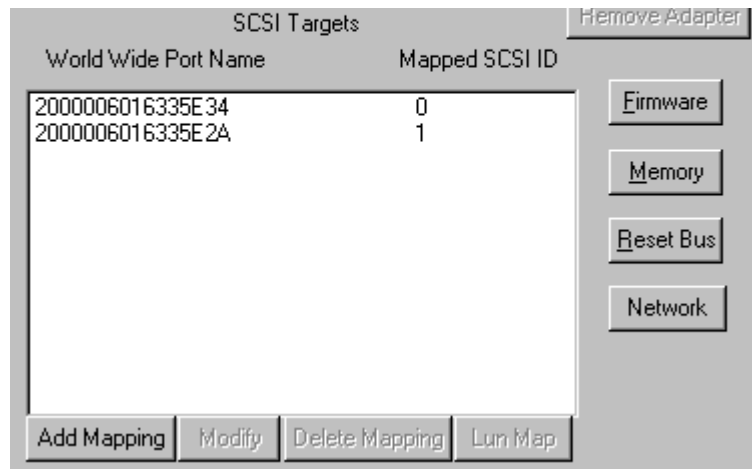 SCSI Targets
Remove Adapter
World Wide Port Name Mapped SCSI ID
2000006016335E34 0
2000006016335E2A 1
Firmware
Memory
Reset Bus
Network
Add Mapping Modify Delete Mapping Lun Map